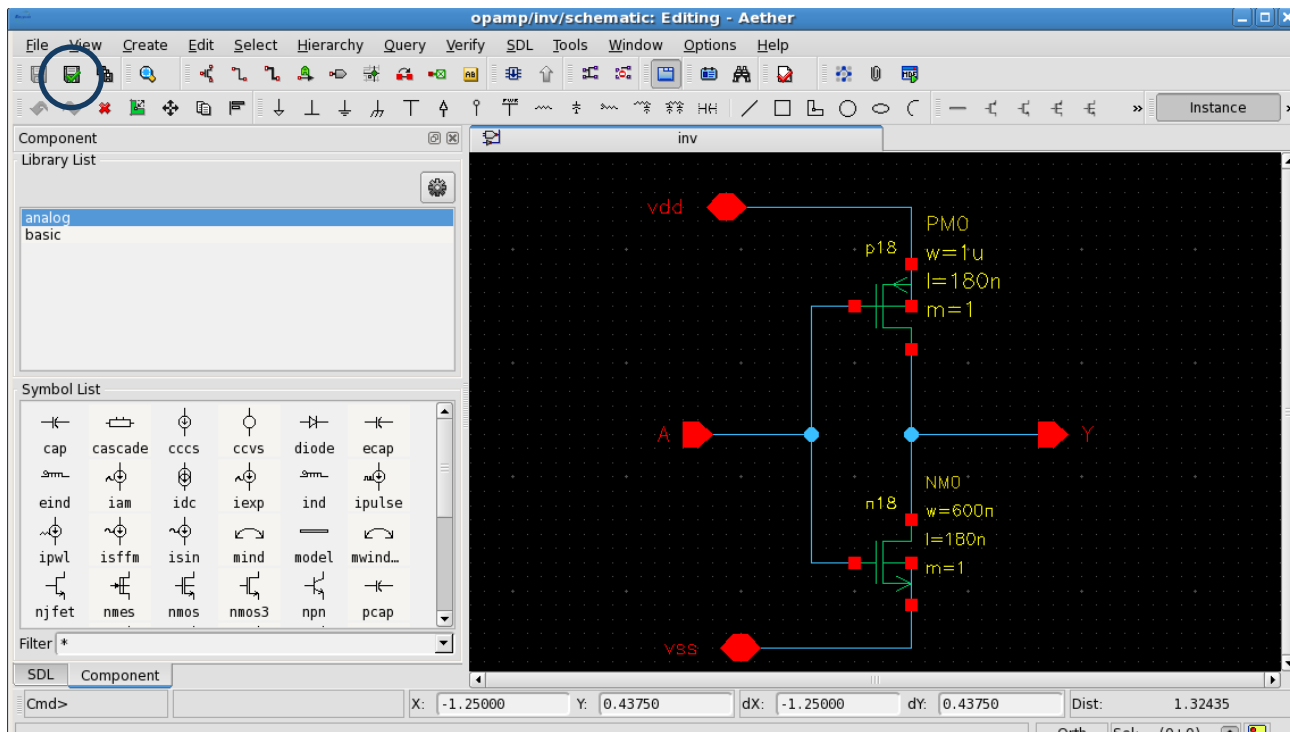 opamp/inv/schematic: Editing - Aether
File View Create Edit Select Hierarchy Query Verify SDL Tools Window Options Help
» Instance »
Component
inv
Library List
analog
basic
vdd
PM0
p18
w=1u
l=180n
m=1
A
Y
NM0
n18
w=600n
l=180n
m=1
vss
Symbol List
cap cascade cccs ccvs diode ecap
eind iam idc iexp ind ipulse
ipwl isffm isin mind model mwind…
njfet nmes nmos nmos3 npn pcap
Filter *
SDL Component
Cmd> X: -1.25000 Y: 0.43750 dX: -1.25000 dY: 0.43750 Dist: 1.32435